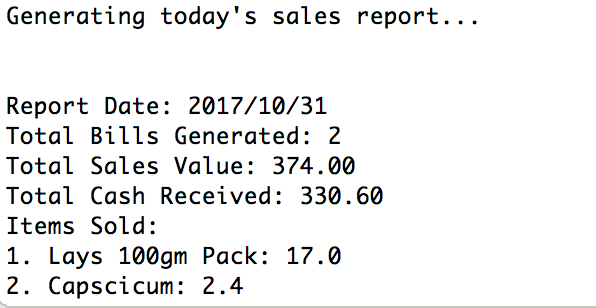 Generating today's sales report...
Report Date: 2017/10/31
Total Bills Generated: 2
Total Sales Value: 374.00
Total Cash Received: 330.60
Items Sold:
1. Lays 100gm Pack: 17.0
2. Capscicum: 2.4